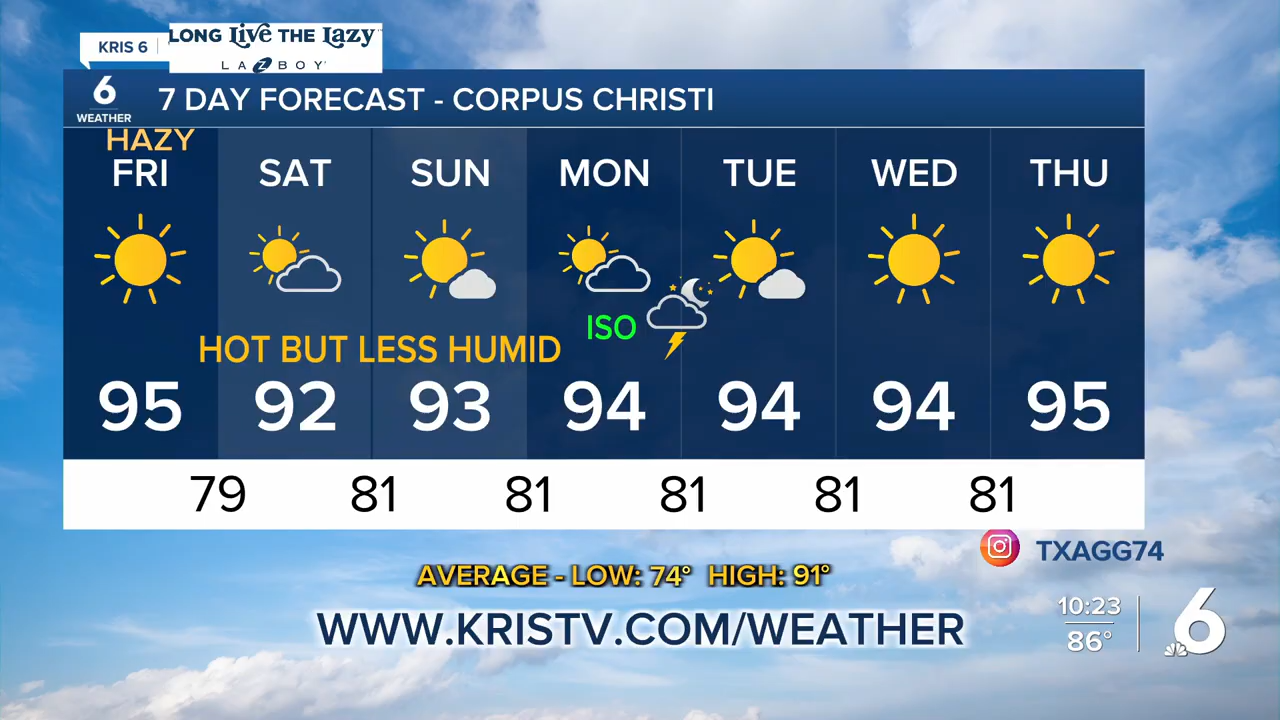 KRIS 6
LONG Live THE Lazy
LA Z BOY
6
WEATHER
7 DAY FORECAST - CORPUS CHRISTI
HAZY
FRI SAT SUN MON TUE WED THU
ISO
HOT BUT LESS HUMID
95 92 93 94 94 94 95
79 81 81 81 81 81
TXAGG74
AVERAGE - LOW: 74° HIGH: 91°
WWW.KRISTV.COM/WEATHER
10:23
86°
6